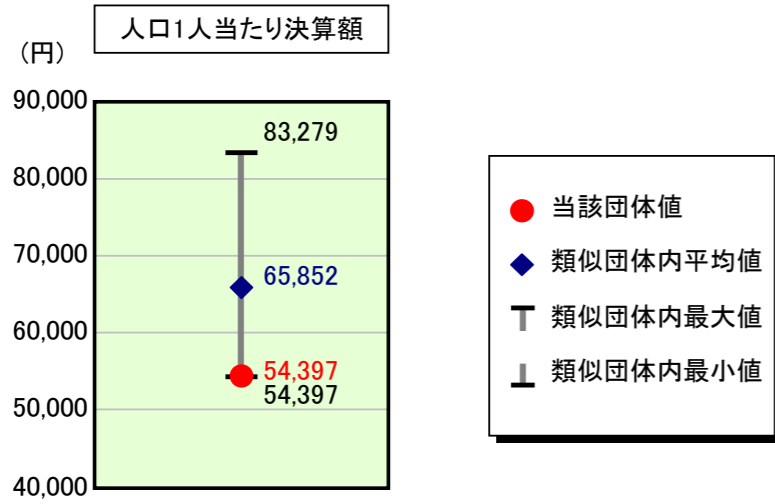 人口1人当たり決算額
（円）
90,000
80,000
70,000
60,000
50,000
40,000
83,279
65,852
54,397
54,397
当該団体値
類似団体内平均値
類似団体内最大値
類似団体内最小値